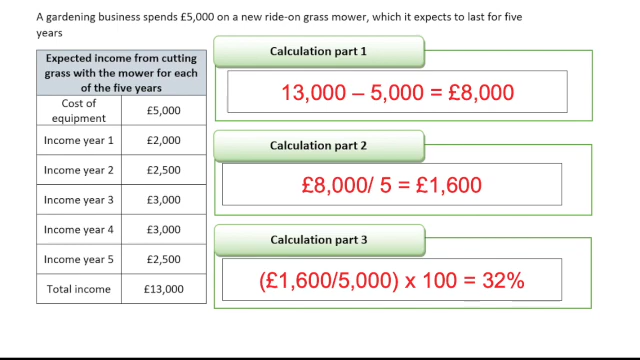 A gardening business spends £5,000 on a new ride-on grass mower, which it expects to last for five
years
Expected income from cutting
grass with the mower for each
of the five years
Cost of
equipment
£5,000
Income year 1
£2,000
Income year 2
£2,500
Income year 3
£3,000
Income year 4
£3,000
Income year 5
£2,500
Total income
£13,000
Calculation part 1
13,000 – 5,000 = £8,000
Calculation part 2
£8,000/ 5 = £1,600
Calculation part 3
(£1,600/5,000) x 100 = 32%